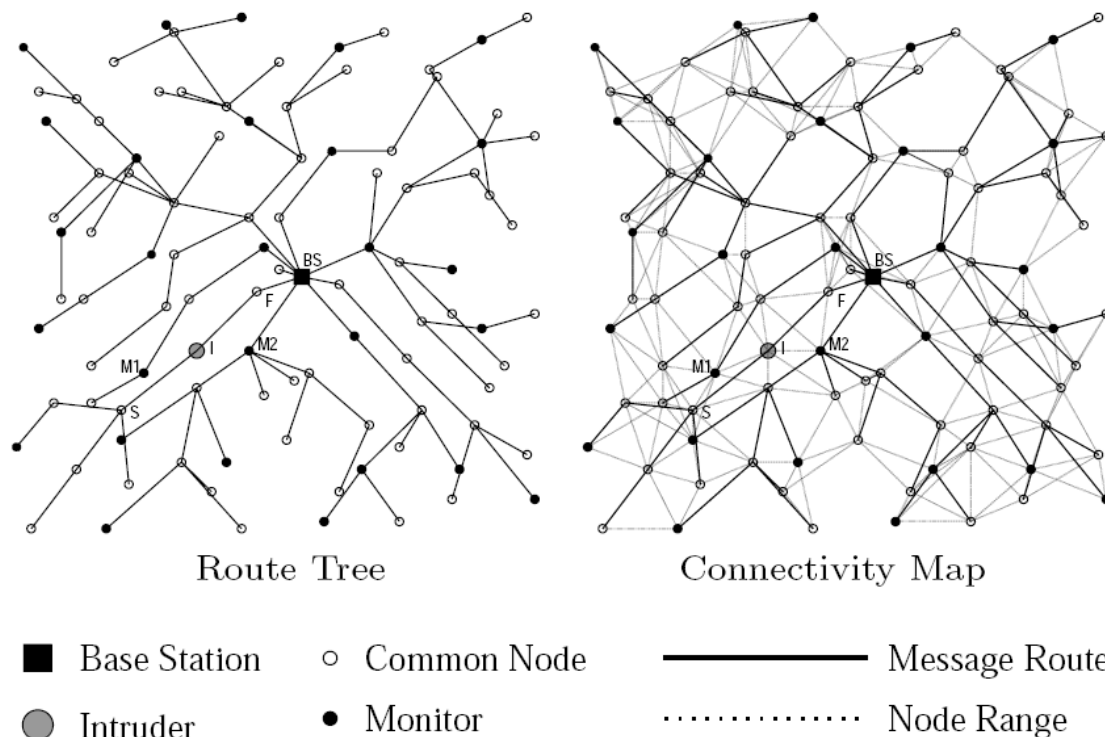 BS
F
I
M2
M1
S
BS
F
I
M2
M1
S
Route Tree
Connectivity Map
Base Station
Common Node
Message Route
Intruder
Monitor
Node Range